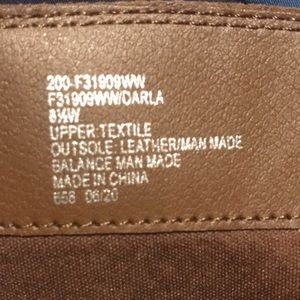 200-F31909WW
F31909WW/DARLA
8½W
UPPER:TEXTILE
OUTSOLE: LEATHER/MAN MADE
BALANCE MAN MADE
MADE IN CHINA
658 06/20